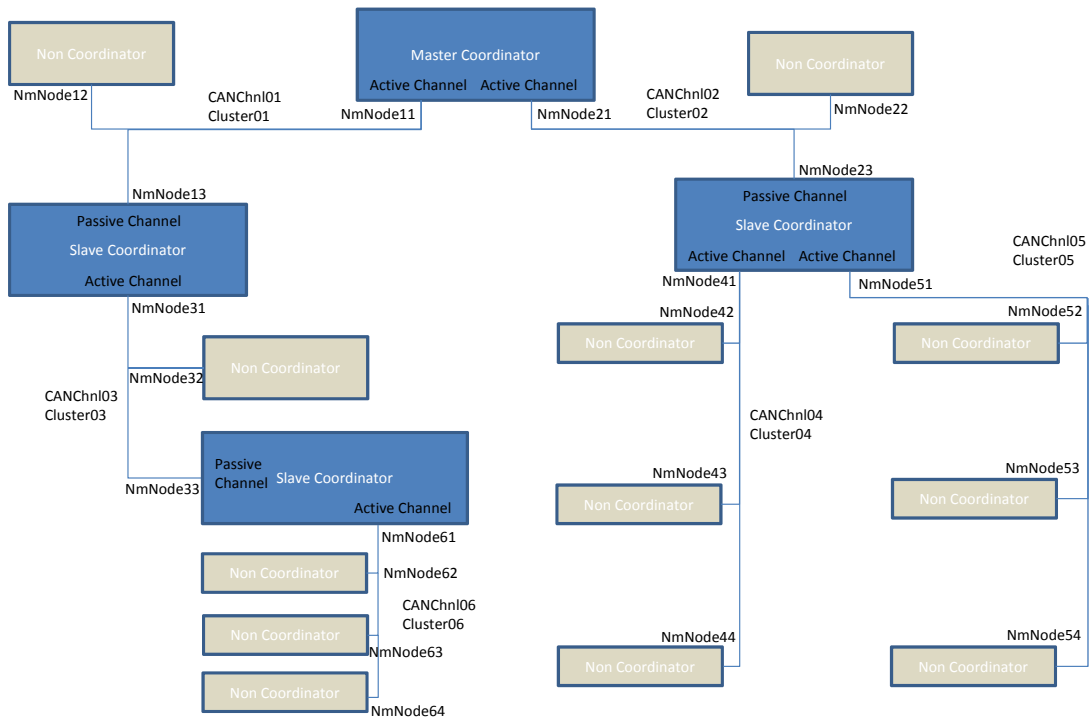 Non Coordinator
Master Coordinator
Active Channel Active Channel
Non Coordinator
NmNode12
CANChnl01
Cluster01
NmNode11
NmNode21
CANChnl02
Cluster02
NmNode22
NmNode13
NmNode23
Passive Channel
Slave Coordinator
Active Channel
Passive Channel
Slave Coordinator
Active Channel Active Channel
CANChnl05
Cluster05
NmNode31
NmNode41
NmNode51
NmNode42
NmNode52
Non Coordinator
Non Coordinator
Non Coordinator
NmNode32
CANChnl03
Cluster03
CANChnl04
Cluster04
Passive
Channel
Slave Coordinator
Active Channel
NmNode33
NmNode43
NmNode53
Non Coordinator
Non Coordinator
NmNode61
Non Coordinator
NmNode62
CANChnl06
Cluster06
Non Coordinator
NmNode63
NmNode44
NmNode54
Non Coordinator
Non Coordinator
Non Coordinator
NmNode64